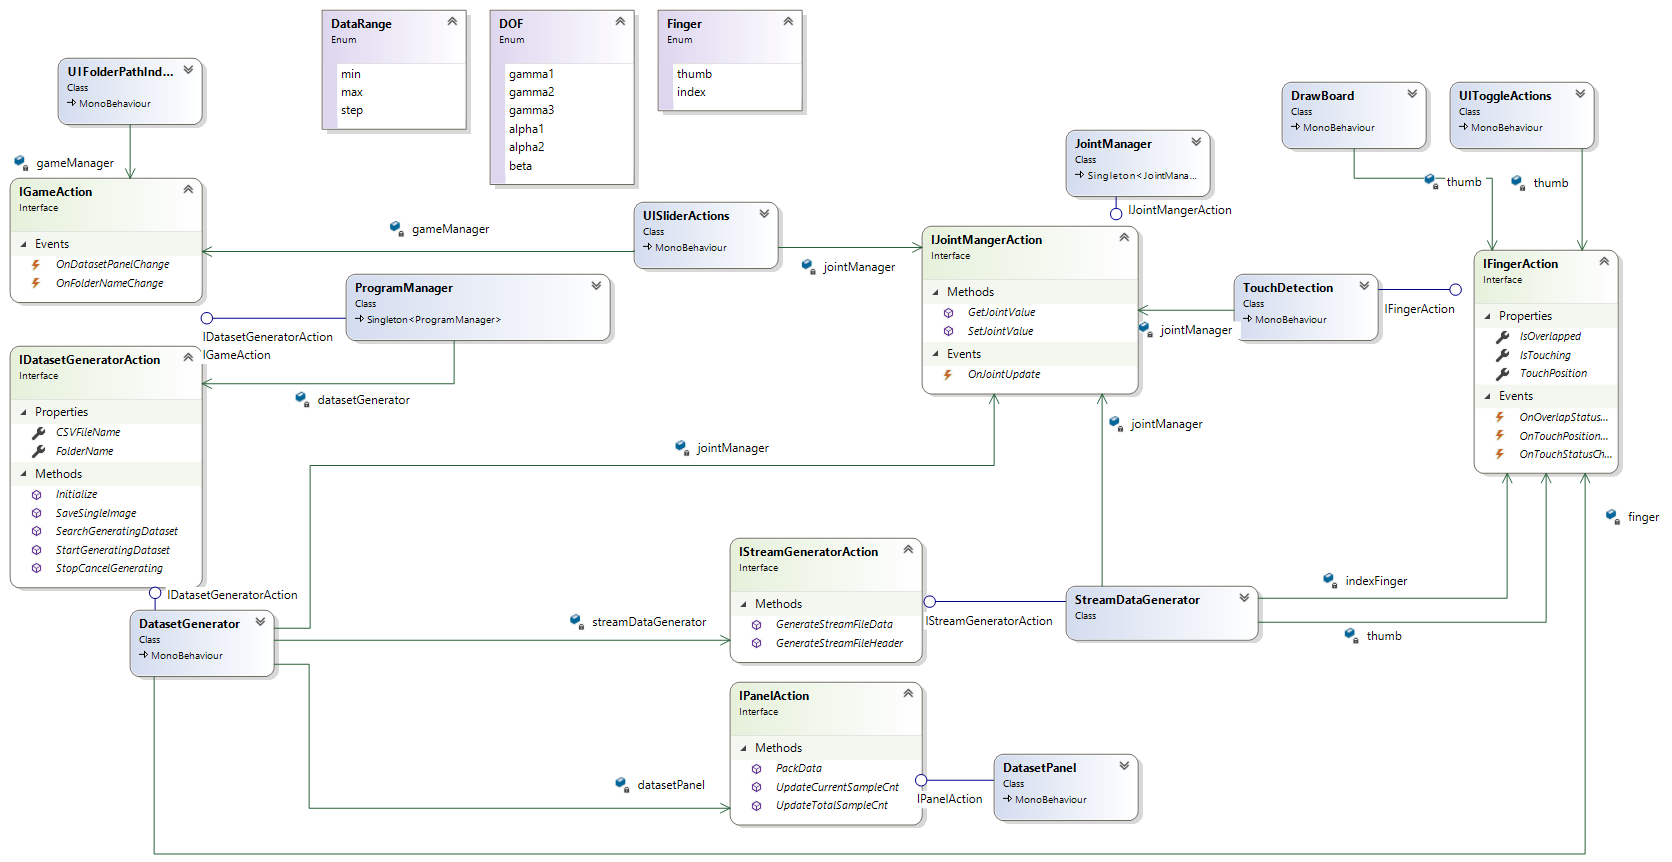 DataRange
Enum
min
max
step
DOF
Enum
gamma1
gamma2
gamma3
alpha1
alpha2
beta
Finger
Enum
thumb
index
UIFolderPathInd...
Class
MonoBehaviour
gameManager
IGameAction
Interface
Events
OnDatasetPanelChange
OnFolderNameChange
gameManager
UISliderActions
Class
MonoBehaviour
jointManager
ProgramManager
Class
Singleton<ProgramManager>
IDatasetGeneratorAction
IGameAction
datasetGenerator
IDatasetGeneratorAction
Interface
Properties
CSVFileName
FolderName
Methods
Initialize
SaveSingleImage
SearchGeneratingDataset
StartGeneratingDataset
StopCancelGenerating
IDatasetGeneratorAction
DatasetGenerator
Class
MonoBehaviour
JointManager
Class
Singleton<JointMana...
IJointMangerAction
IJointMangerAction
Interface
Methods
GetJointValue
SetJointValue
Events
OnJointUpdate
DrawBoard
Class
MonoBehaviour
thumb
UIToggleActions
Class
MonoBehaviour
thumb
TouchDetection
Class
MonoBehaviour
jointManager
IFingerAction
IFingerAction
Interface
Properties
IsOverlapped
IsTouching
TouchPosition
Events
OnOverlapStatus...
OnTouchPosition...
OnTouchStatusCh...
jointManager
jointManager
finger
streamDataGenerator
IStreamGeneratorAction
Interface
Methods
GenerateStreamFileData
GenerateStreamFileHeader
IStreamGeneratorAction
StreamDataGenerator
Class
indexFinger
thumb
datasetPanel
IPanelAction
Interface
Methods
PackData
UpdateCurrentSampleCnt
UpdateTotalSampleCnt
IPanelAction
DatasetPanel
Class
MonoBehaviour